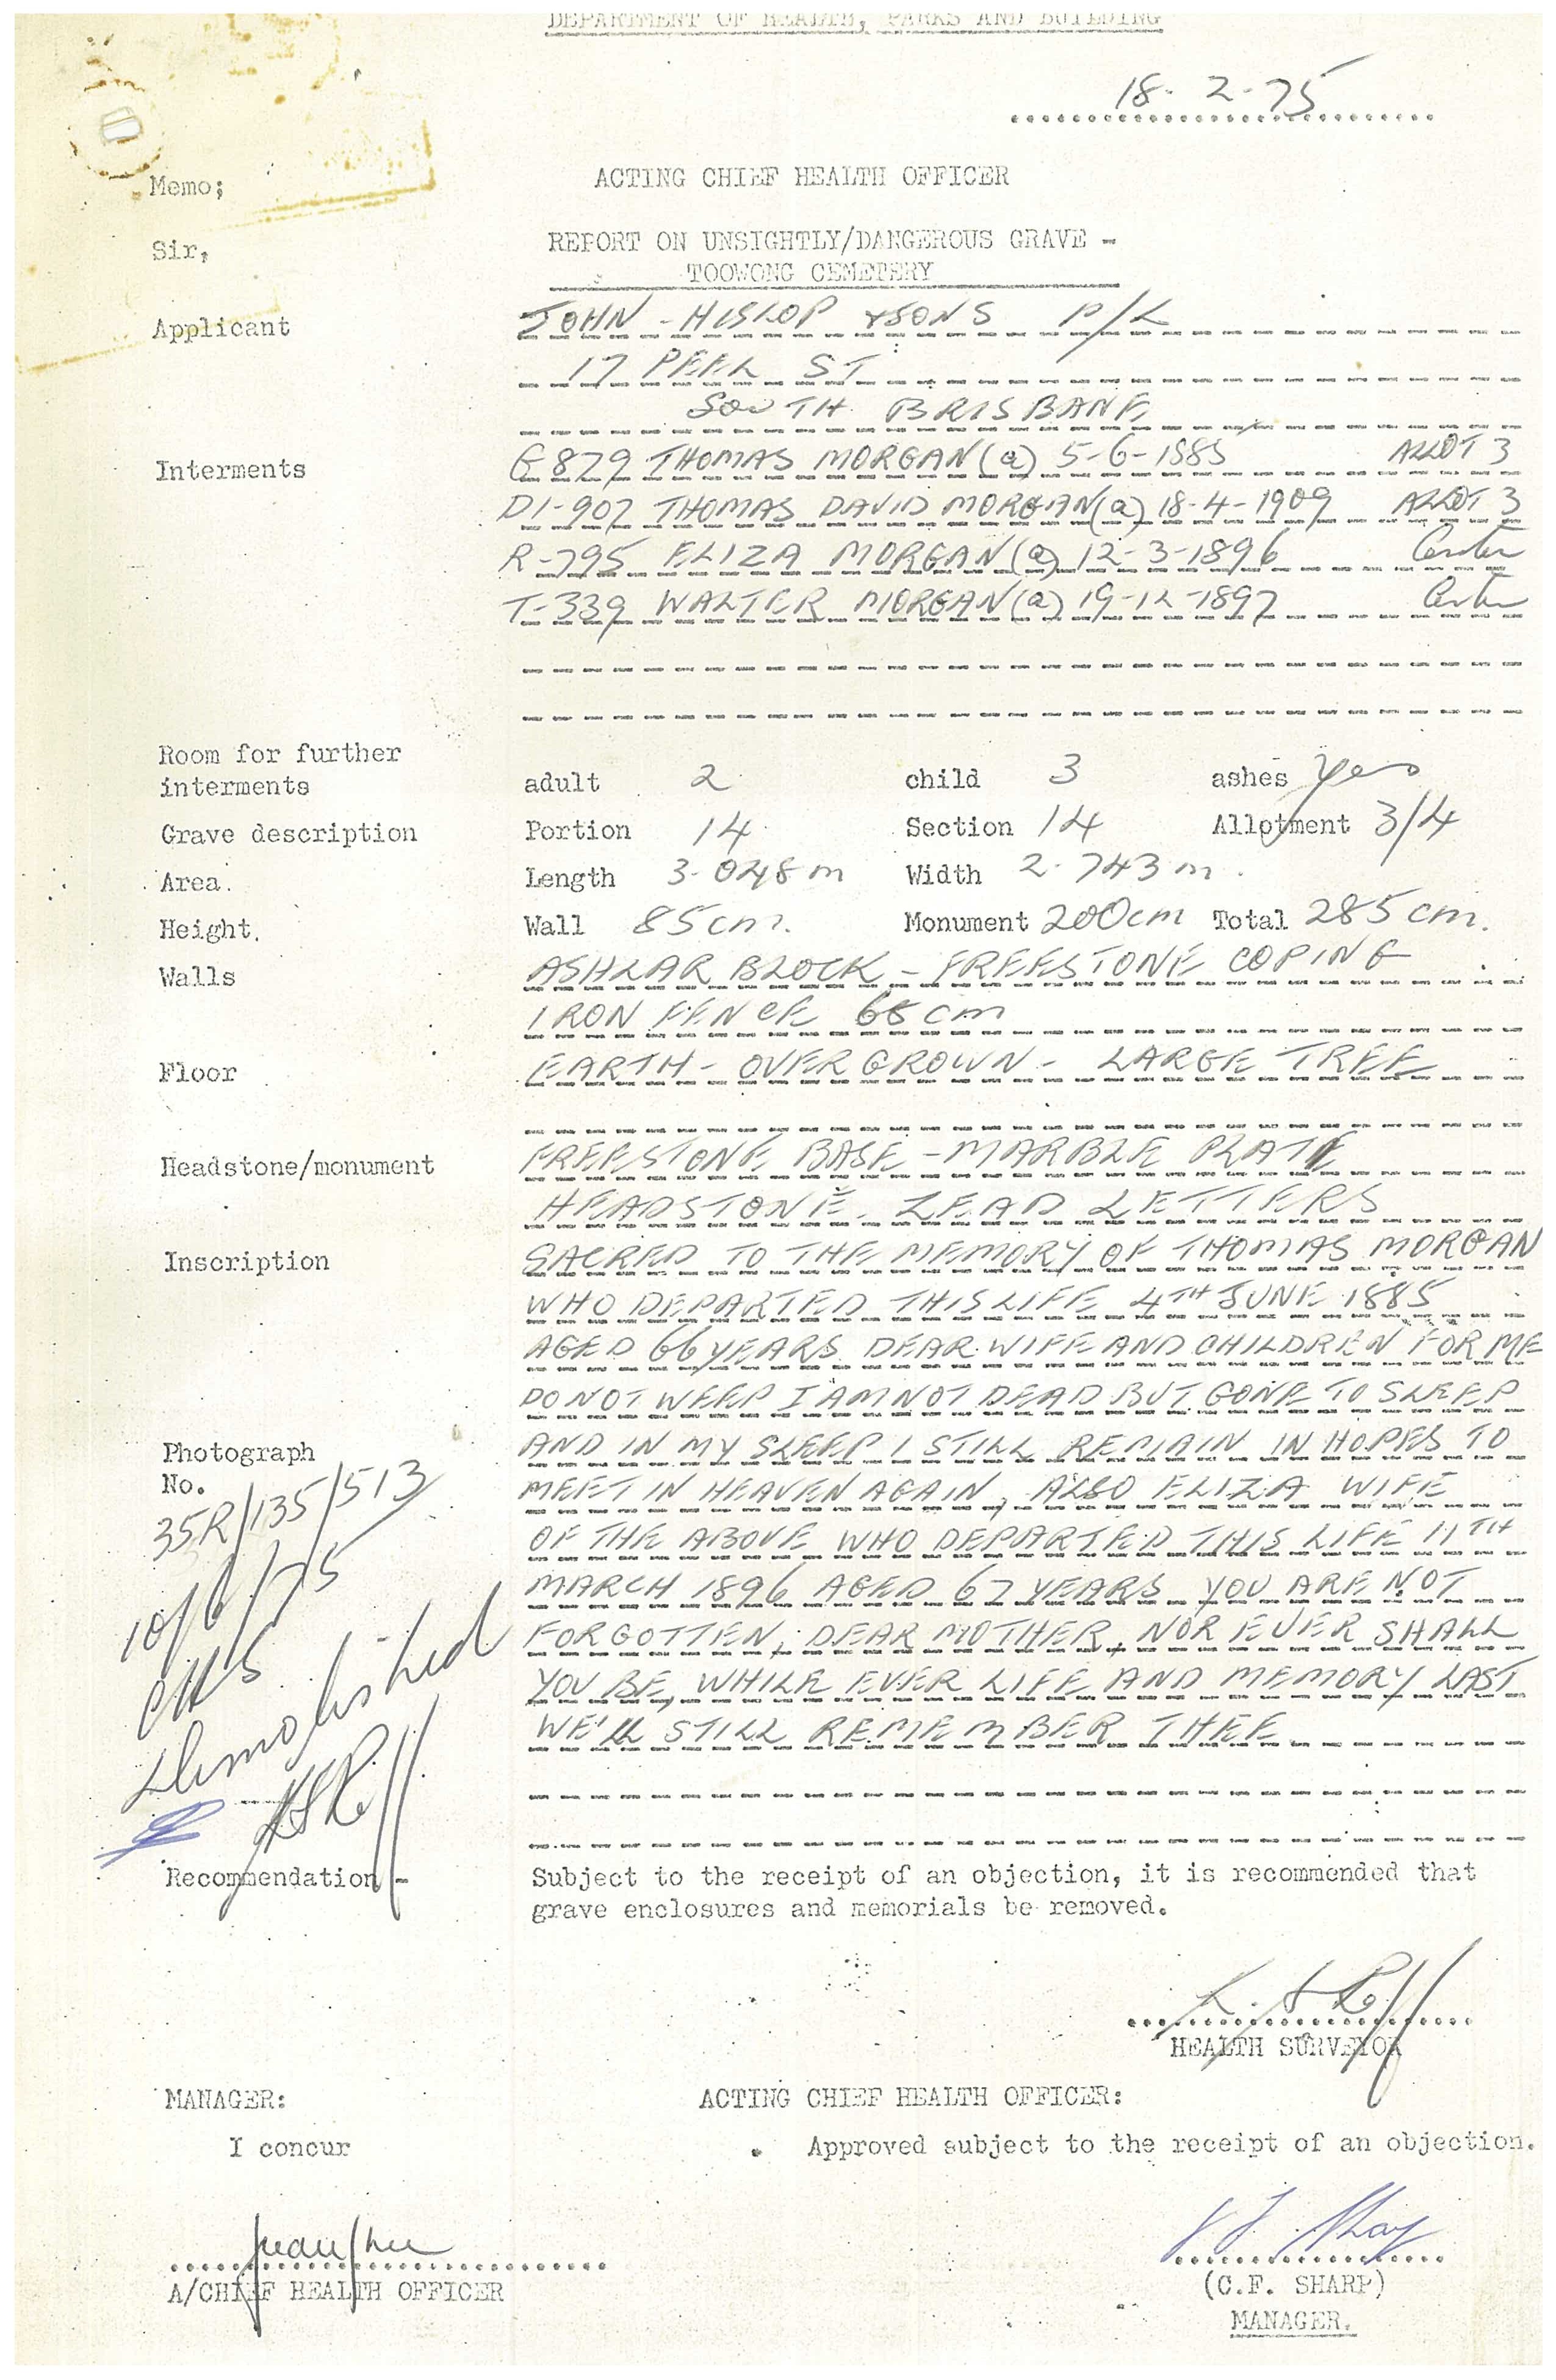 DEPARTMENT OF HEALTH, PARKS AND BUILDING
18. 2-75
Memo; ACTING CHIEF HEALTH OFFICER
Sir, REPORT ON UNSIGHTLY/DANGEROUS GRAVE -
TOOWONG CEMETERY
Applicant JOHN - HISLOP & SONS P/L
17 PEEL ST
SOUTH BRISBANE
Interments G879 THOMAS MORGAN (a) 5-6-1885 ALLOT 3
D1-907 THOMAS DAVID MORGAN (a) 18-4-1909 ALLOT 3
R-795 ELIZA MORGAN (a) 12-3-1896 Center
T-339 WALTER MORGAN (a) 19-12-1897 Center
Room for further
interments adult 2 child 3 ashes yes
Grave description Portion 14 Section 14 Allotment 3/4
Area. Length 3.048m Width 2.743m.
Height. Wall 85cm. Monument 200cm Total 285cm.
Walls ASHLAR BLOCK - FREESTONE COPING
IRON FENCE cm
Floor EARTH - OVERGROWN - LARGE TREE
Headstone/monument FREESTONE BASE - MARBLE PLATE
HEADSTONE. LEAD LETTERS
Inscription SACRED TO THE MEMORY OF THOMAS MORGAN
WHO DEPARTED THIS LIFE 4TH JUNE 1885
AGED 66 YEARS DEAR WIFE AND CHILDREN FOR ME
DO NOT WEEP I AM NOT DEAD BUT GONE TO SLEEP
Photograph AND IN MY SLEEP I STILL REMAIN IN HOPES TO
No. MEET IN HEAVEN AGAIN, ALSO ELIZA WIFE
35R/135/513 OF THE ABOVE WHO DEPARTED THIS LIFE 11TH
10/6/75 MARCH 1896 AGED 67 YEARS YOU ARE NOT
FORGOTTEN, DEAR MOTHER, NOR EVER SHALL
YOU BE, WHILE EVER LIFE AND MEMORY LAST
Demolished WE'LL STILL REMEMBER THEE
Recommendation - Subject to the receipt of an objection, it is recommended that
grave enclosures and memorials be removed.
HEALTH SURVEYOR
MANAGER: ACTING CHIEF HEALTH OFFICER:
I concur Approved subject to the receipt of an objection.
A/CHIEF HEALTH OFFICER (C.F. SHARP)
MANAGER.